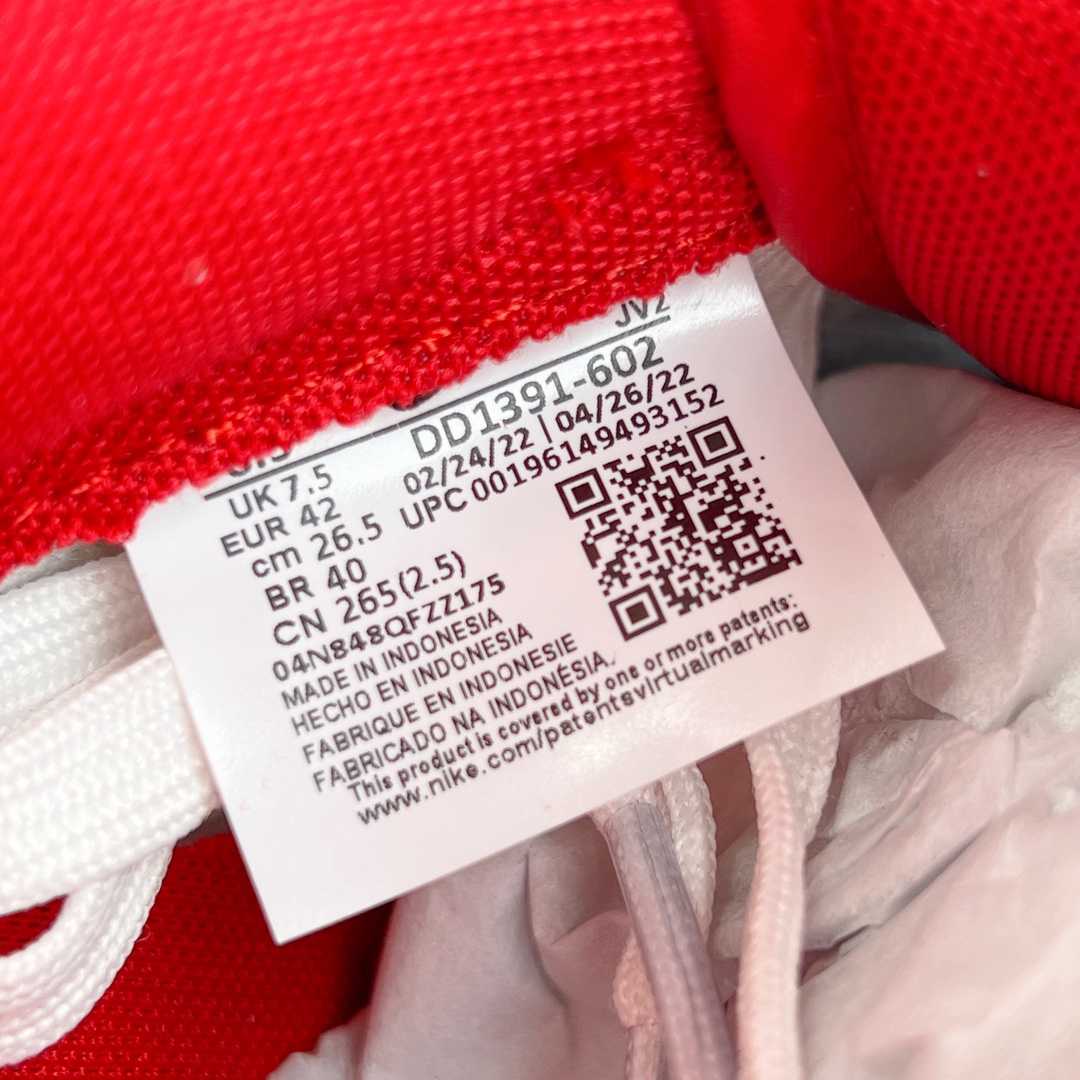 JV2
DD1391-602
02/24/22 | 04/26/22
UPC 00196149493152
UK 7.5
EUR 42
cm 26.5
BR 40
CN 265(2.5)
04N848QFZZ175
MADE IN INDONESIA
HECHO EN INDONESIA
FABRIQUE EN INDONESIE
FABRICADO NA INDONÉSIA.
This product is covered by one or more patents:
www.nike.com/patentsvirtualmarking